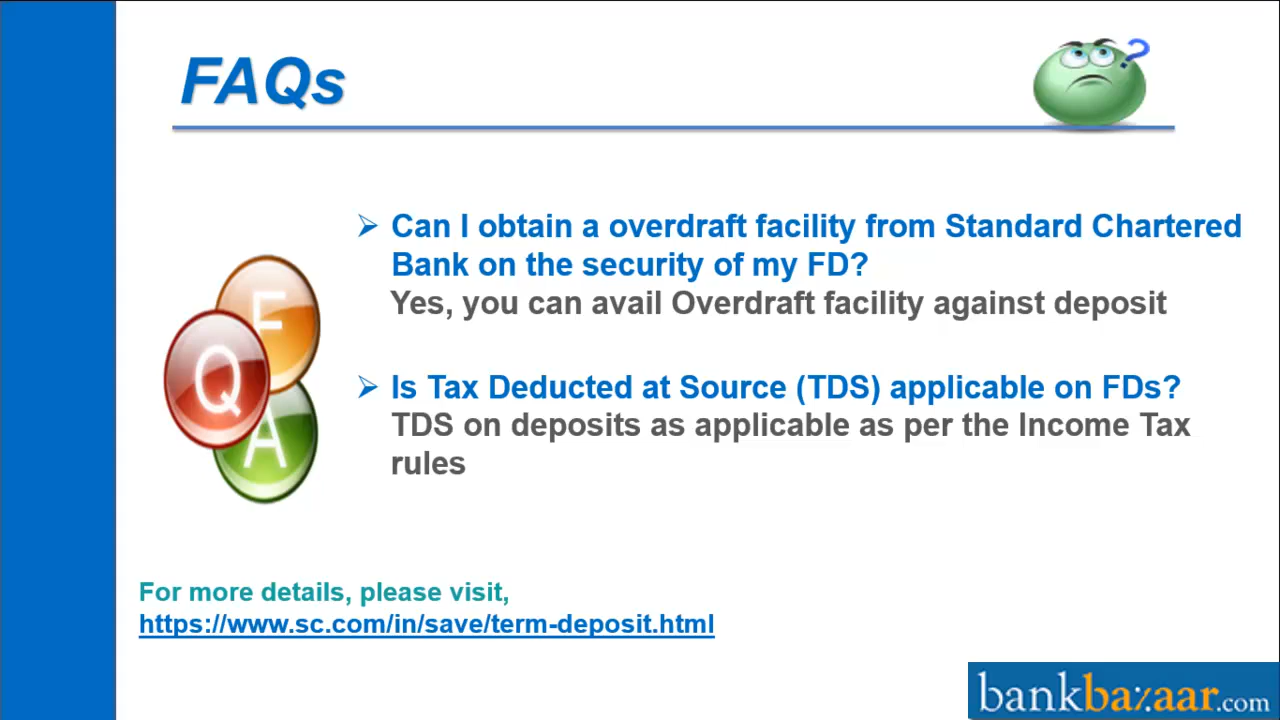 FAQs
?
Can I obtain a overdraft facility from Standard Chartered
Bank on the security of my FD?
Yes, you can avail Overdraft facility against deposit
F
Q
A
Is Tax Deducted at Source (TDS) applicable on FDs?
TDS on deposits as applicable as per the Income Tax
rules
For more details, please visit,
https://www.sc.com/in/save/term-deposit.html
bankbazaar.com